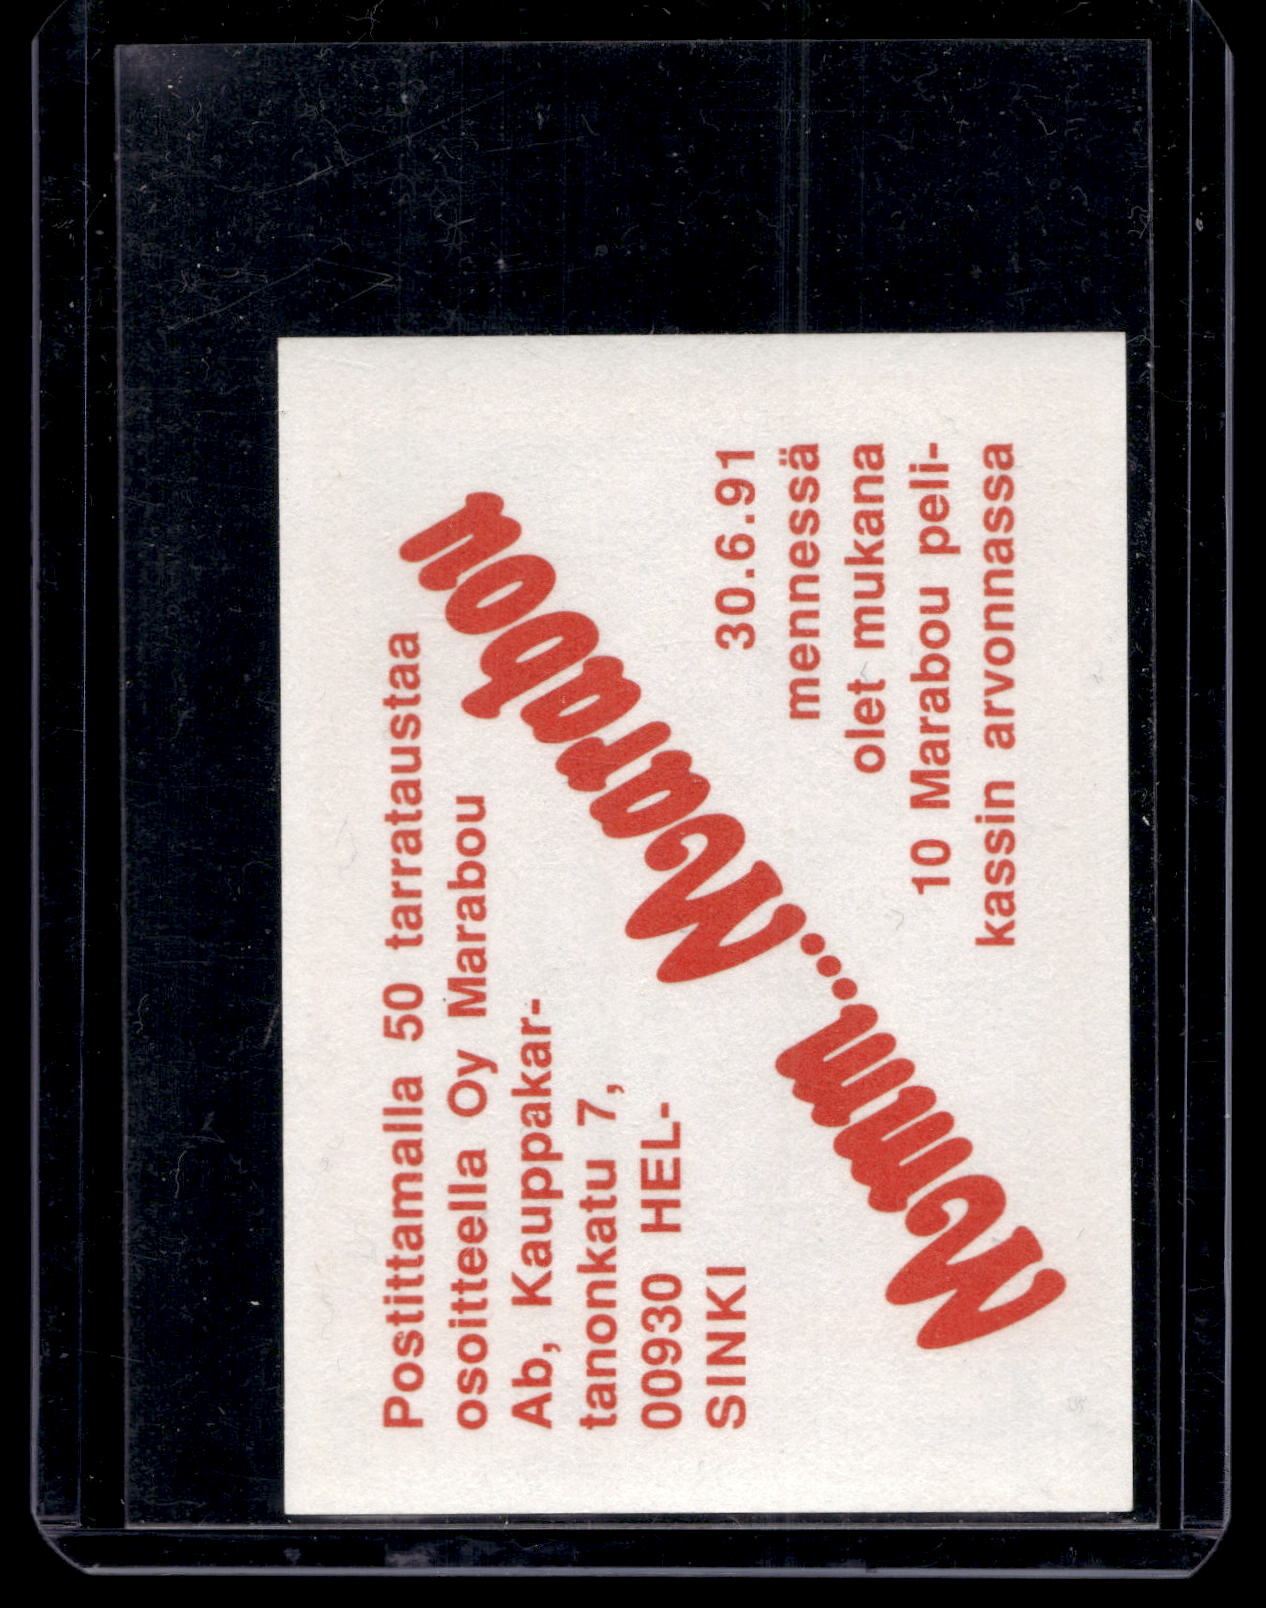 Postittamalla 50 tarrataustaa
osoitteella Oy Marabou
Ab, Kauppakar-
tanonkatu 7,
00930 HEL-
SINKI
Mmm...Marabou
30.6.91
mennessä
olet mukana
10 Marabou peli-
kassin arvonnassa